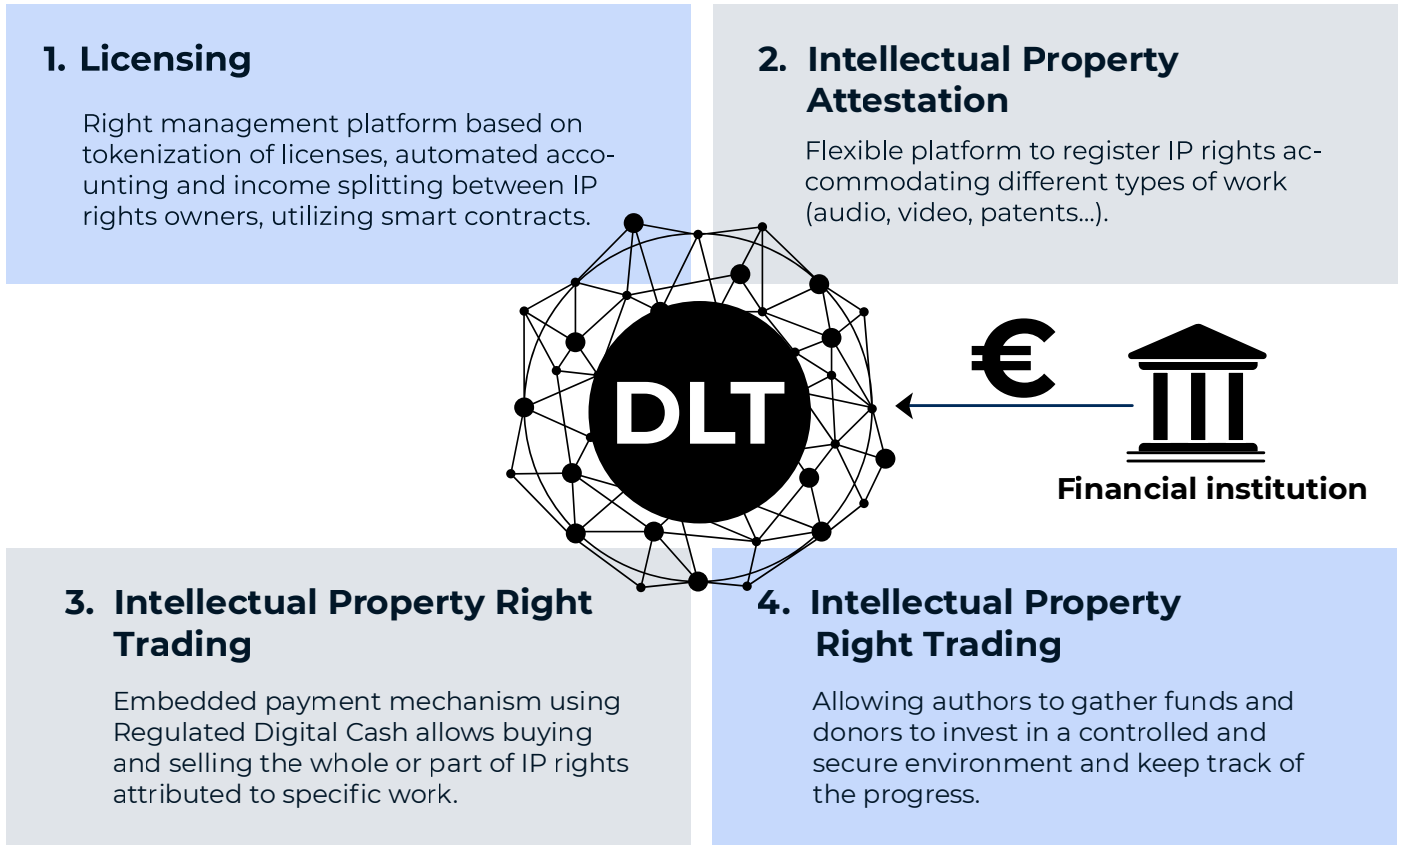 1. Licensing
Right management platform based on
tokenization of licenses, automated acco-
unting and income splitting between IP
rights owners, utilizing smart contracts.
2. Intellectual Property
Attestation
Flexible platform to register IP rights ac-
commodating different types of work
(audio, video, patents...).
DLT
€
Financial institution
3. Intellectual Property Right
Trading
Embedded payment mechanism using
Regulated Digital Cash allows buying
and selling the whole or part of IP rights
attributed to specific work.
4. Intellectual Property
Right Trading
Allowing authors to gather funds and
donors to invest in a controlled and
secure environment and keep track of
the progress.